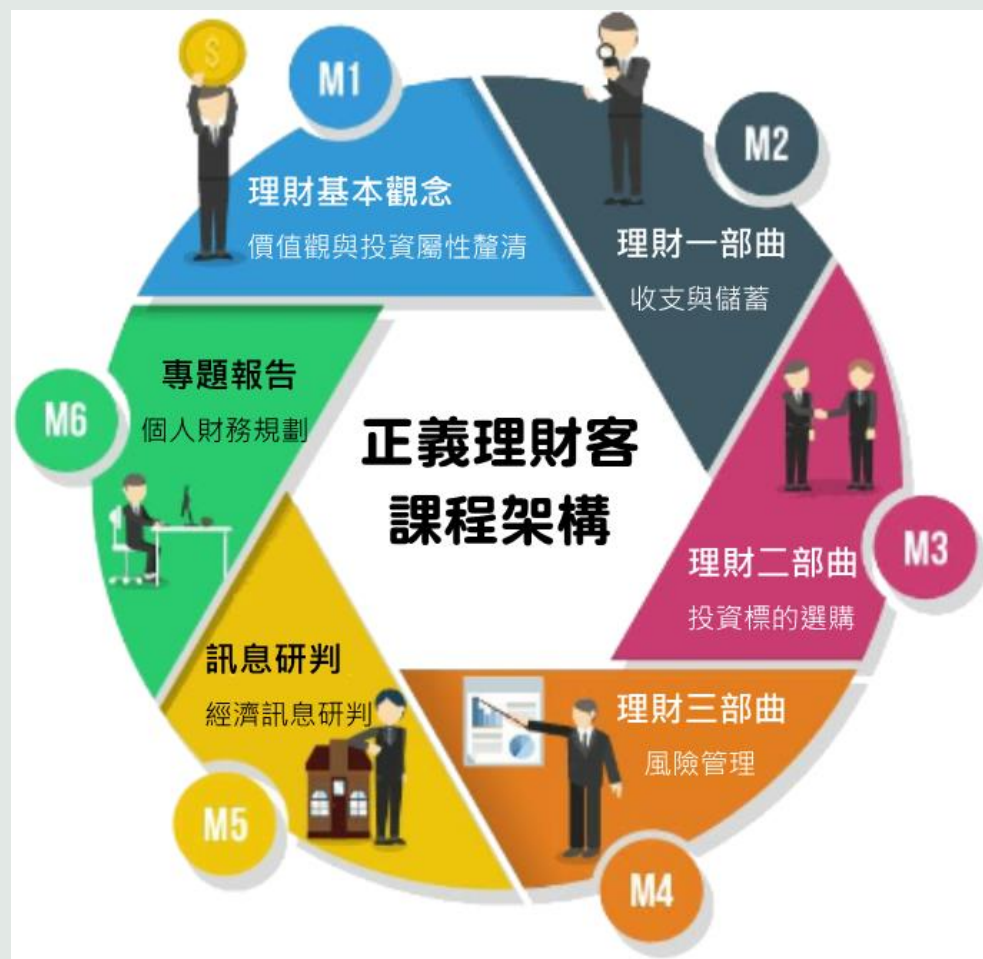 正義理財客
課程架構
M1
理財基本觀念
價值觀與投資屬性釐清
M2
理財一部曲
收支與儲蓄
M3
理財二部曲
投資標的選購
M4
理財三部曲
風險管理
M5
訊息研判
經濟訊息研判
M6
專題報告
個人財務規劃
$